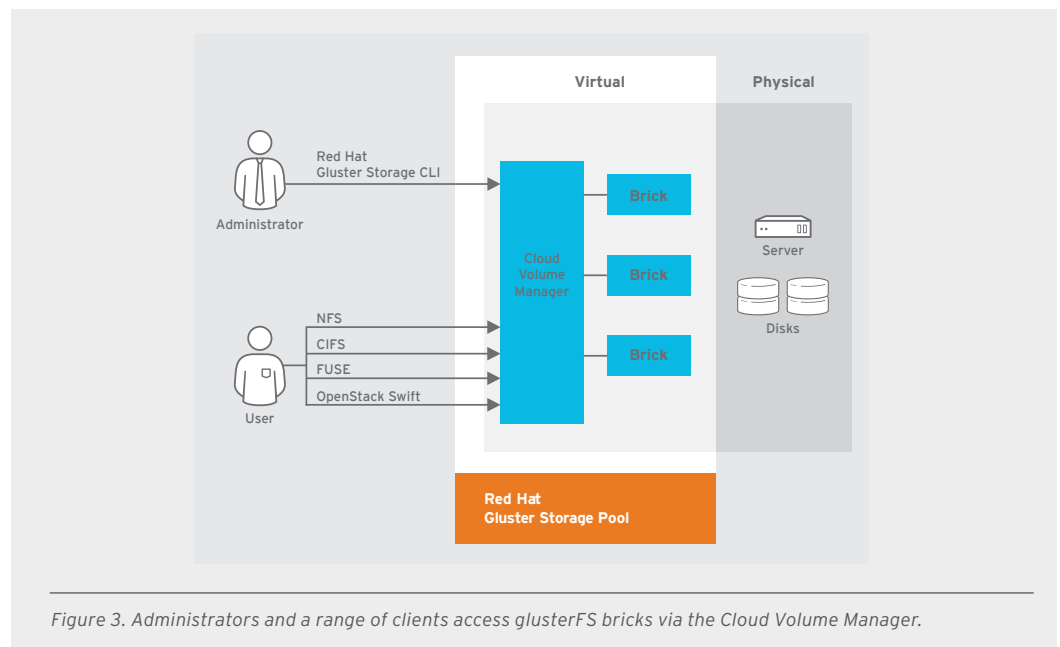 Virtual
Physical
Red Hat
Gluster Storage CLI
Administrator
Brick
Cloud
Volume
Manager
Brick
Brick
Server
Disks
NFS
CIFS
FUSE
OpenStack Swift
User
Red Hat
Gluster Storage Pool
Figure 3. Administrators and a range of clients access glusterFS bricks via the Cloud Volume Manager.